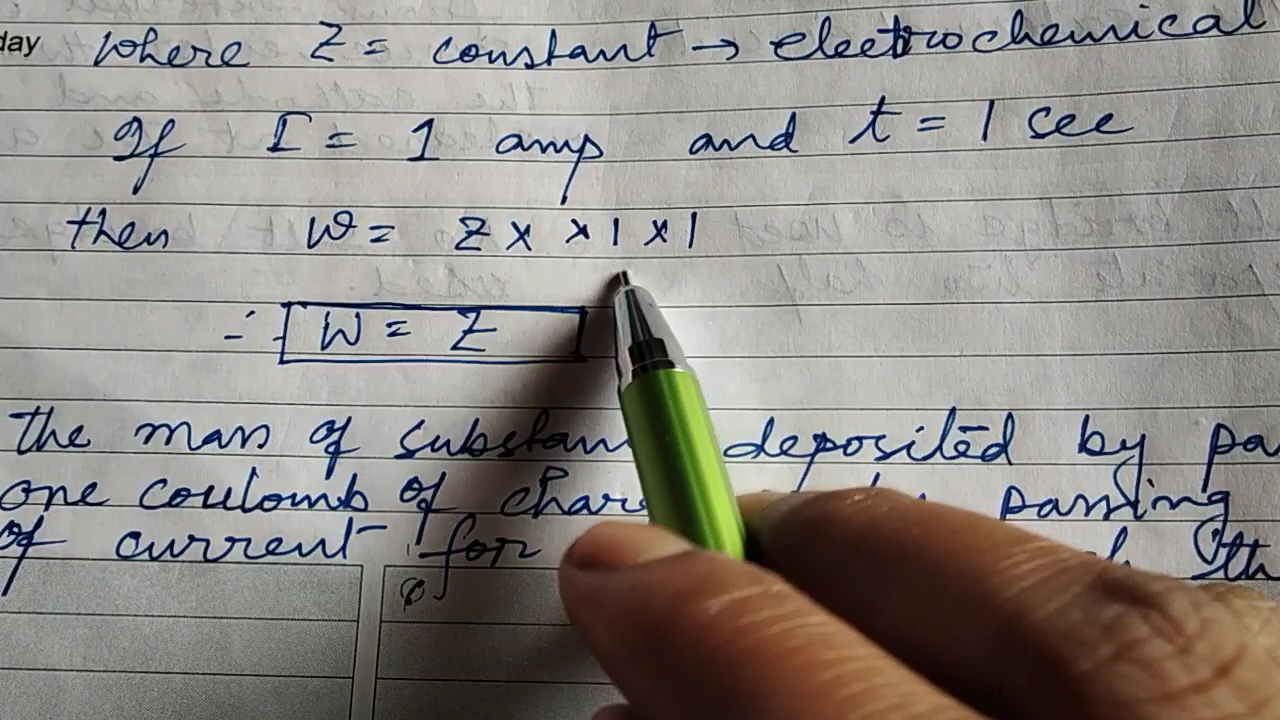 day where Z = constant → electrochemical
If I = 1 amp and t = 1 sec
then W = Z x x 1 x 1
∴ W = Z
the mass of substan deposited by pa
one coulomb of char passing
of current for